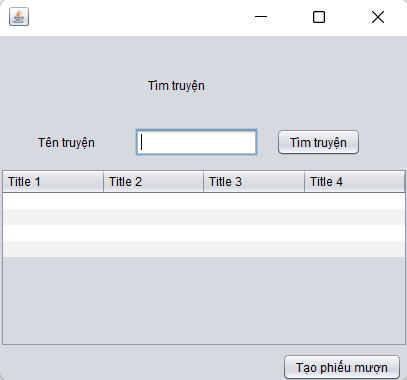 Tìm truyện
Tên truyện Tìm truyện
Title 1 Title 2 Title 3 Title 4
Tạo phiếu mượn